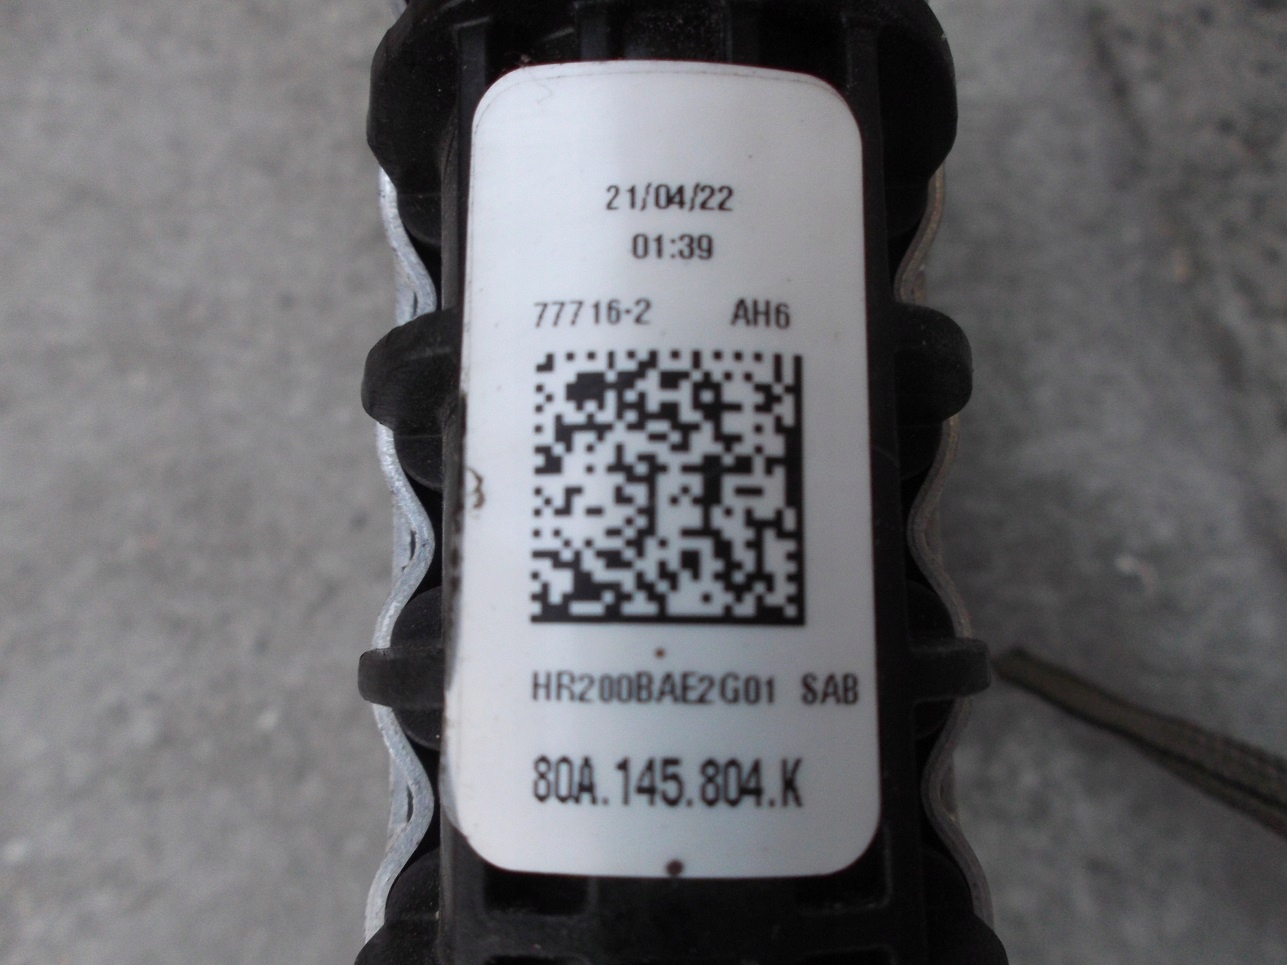 21/04/22
01:39
77716-2 AH6
HR200BAE2G01 SAB
80A.145.804.K